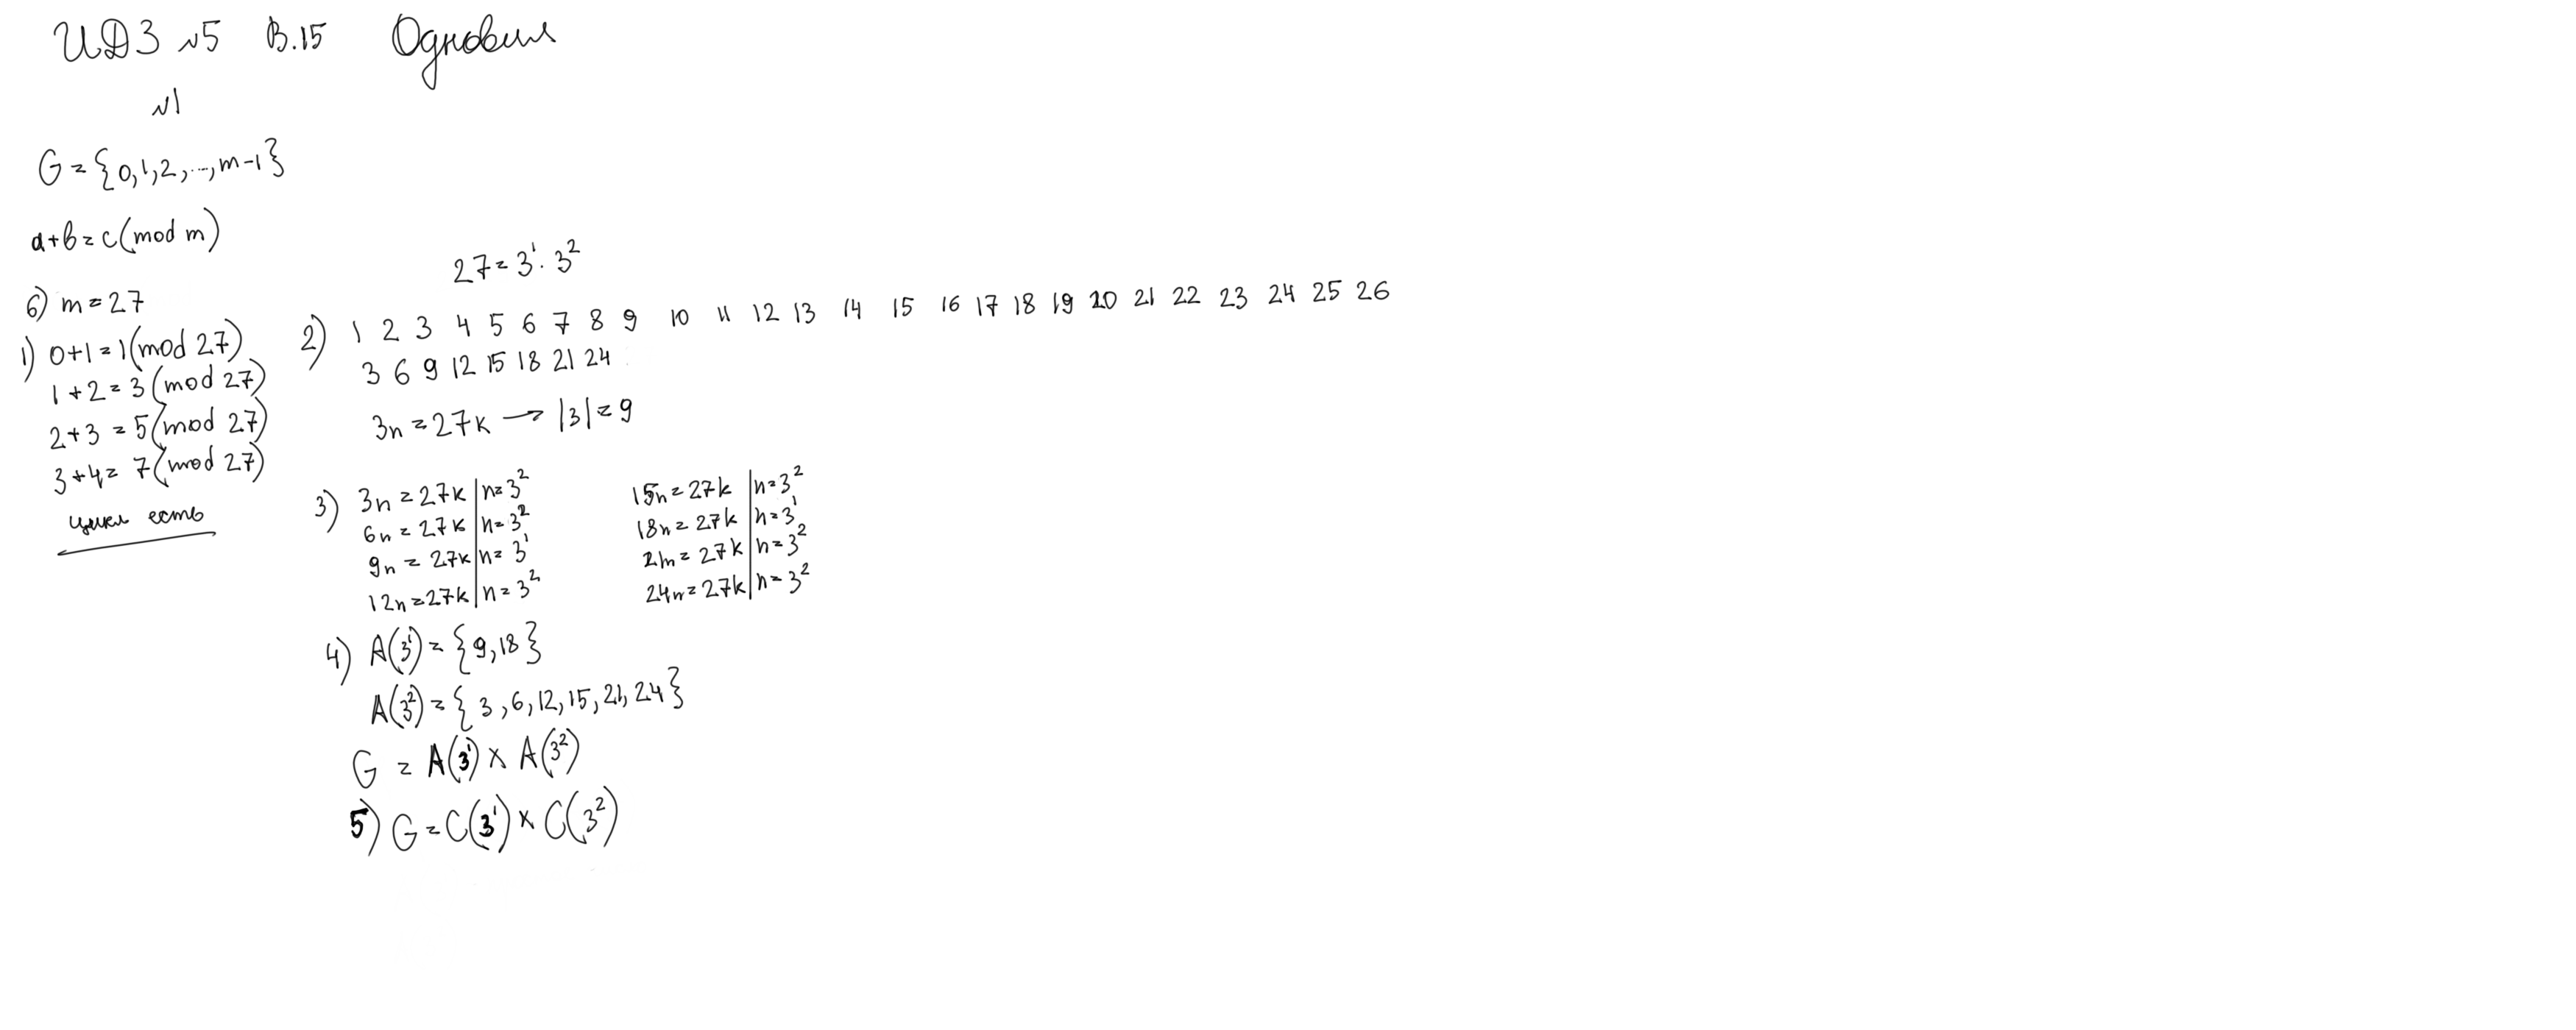 ИДЗ №5 В.15 Одновил
№1
G = {0,1,2,...,m-1}
a+b=c(mod m)
б) m=27
1) 0+1=1(mod 27)
1+2=3(mod 27)
2+3=5(mod 27)
3+4=7(mod 27)
цикл есть
27=3¹·3²
2) 1 2 3 4 5 6 7 8 9 10 11 12 13 14 15 16 17 18 19 20 21 22 23 24 25 26
3 6 9 12 15 18 21 24
3n=27k → |3|=9
3) 3n=27k | n=3² 15n=27k | n=3²
6n=27k | n=3² 18n=27k | n=3¹
9n=27k | n=3¹ 21n=27k | n=3²
12n=27k | n=3² 24n=27k | n=3²
4) A(3¹)={9,18}
A(3²)={3,6,12,15,21,24}
G = A(3¹) × A(3²)
5) G=C(3¹) × C(3²)